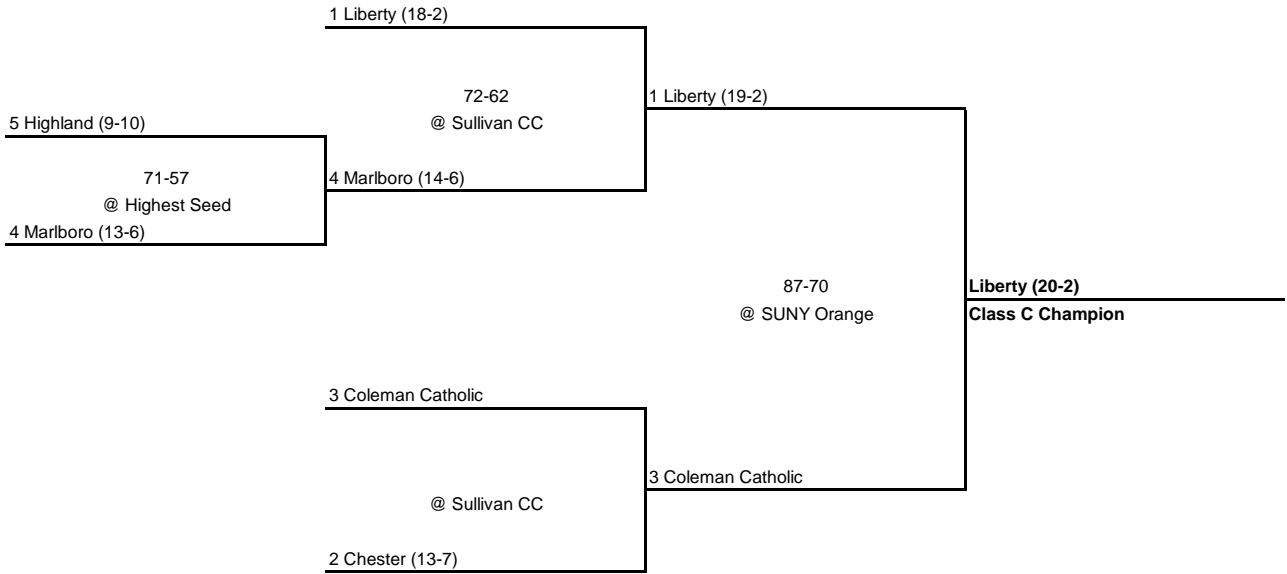 1 Liberty (18-2)
72-62
@ Sullivan CC
1 Liberty (19-2)
5 Highland (9-10)
71-57
@ Highest Seed
4 Marlboro (14-6)
4 Marlboro (13-6)
87-70
@ SUNY Orange
Liberty (20-2)
Class C Champion
3 Coleman Catholic
3 Coleman Catholic
@ Sullivan CC
2 Chester (13-7)